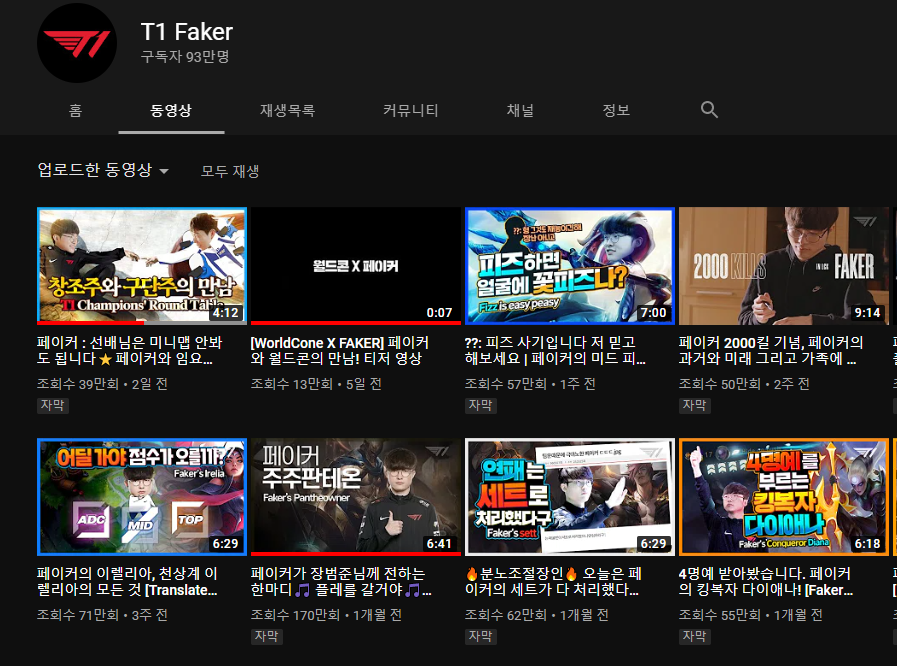 T1 Faker
구독자 93만명
홈
동영상
재생목록
커뮤니티
채널
정보
업로드한 동영상
모두 재생
창조주와 구단주의 만남
T1 Champions' Round Table
4:12
페이커 : 선배님은 미니맵 안봐
도 됩니다⭐페이커와 임요...
조회수 39만회 • 2일 전
자막
월드콘 X 페이커
0:07
[WorldCone X FAKER] 페이커
와 월드콘의 만남! 티저 영상
조회수 13만회 • 5일 전
피즈하면
얼굴에 꽃피즈나?
Fizz is easy peasy
7:00
??: 피즈 사기입니다 저 믿고
해보세요 | 페이커의 미드 피...
조회수 57만회 • 1주 전
자막
2000 KILLS
FAKER
9:14
페이커 2000킬 기념, 페이커의
과거와 미래 그리고 가족에 ...
조회수 50만회 • 2주 전
자막
어딜 가야 점수가 오를까?!
Faker's Irelia
ADC
MID
TOP
6:29
페이커의 이렐리아, 천상계 이
렐리아의 모든 것 [Translate...
조회수 71만회 • 3주 전
페이커
주주판테온
Faker's Pantheowner
6:41
페이커가 장범준님께 전하는
한마디🎵 플레를 갈거야🎵...
조회수 170만회 • 1개월 전
자막
연패는
세트로
처리했다구
Faker's sett
6:29
🔥분노조절장인🔥 오늘은 페
이커의 세트가 다 처리했다...
조회수 62만회 • 1개월 전
자막
4명예를
부르는
킹복자
다이애나
Faker's Conqueror Diana
6:18
4명예 받아봤습니다. 페이커
의 킹복자 다이애나! [Faker...
조회수 55만회 • 1개월 전
자막